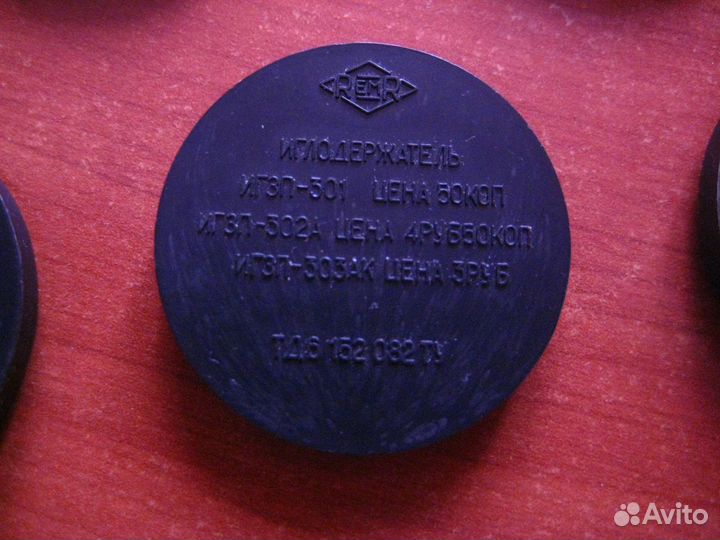 REMR
ИГЛОДЕРЖАТЕЛЬ
ИГЗП-301 ЦЕНА 50КОП
ИГЗП-302А ЦЕНА 4РУБ50КОП
ИГЗП-303АК ЦЕНА 3РУБ
ТД6 152 082 ТУ
Avito